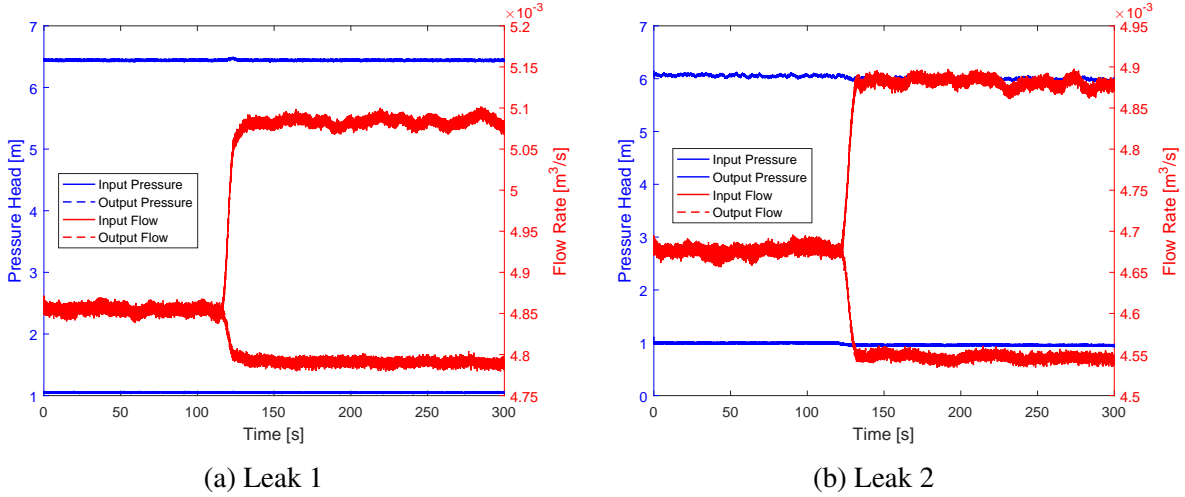 ×10⁻³
7
6
5
4
3
2
1
Pressure Head [m]
5.2
5.15
5.1
5.05
5
4.95
4.9
4.85
4.8
4.75
Flow Rate [m³/s]
Input Pressure
Output Pressure
Input Flow
Output Flow
0 50 100 150 200 250 300
Time [s]
(a) Leak 1
×10⁻³
7
6
5
4
3
2
1
0
Pressure Head [m]
4.95
4.9
4.85
4.8
4.75
4.7
4.65
4.6
4.55
4.5
Flow Rate [m³/s]
Input Pressure
Output Pressure
Input Flow
Output Flow
0 50 100 150 200 250 300
Time [s]
(b) Leak 2